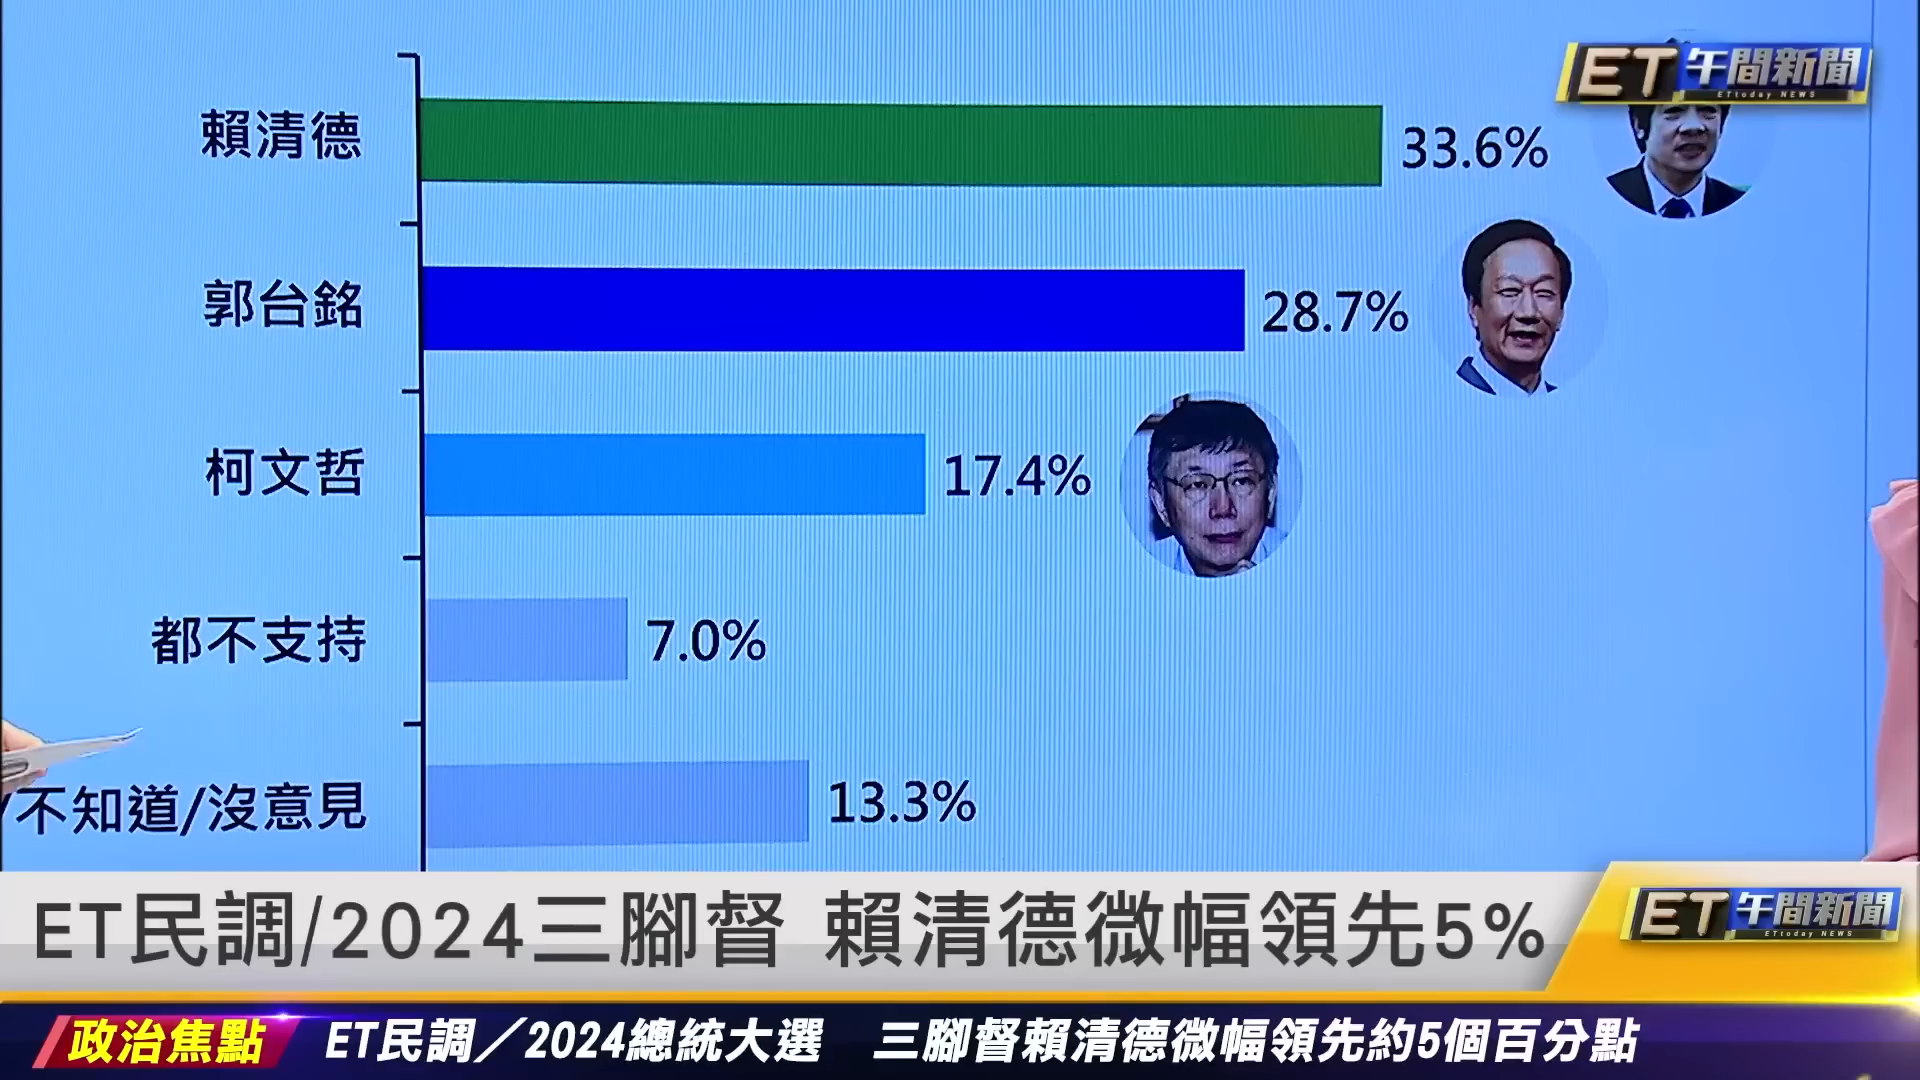 ET午間新聞
ETtoday NEWS
賴清德
33.6%
郭台銘
28.7%
柯文哲
17.4%
都不支持
7.0%
/不知道/沒意見
13.3%
ET民調/2024三腳督 賴清德微幅領先5%
ET午間新聞
ETtoday NEWS
政治焦點 ET民調／2024總統大選 三腳督賴清德微幅領先約5個百分點